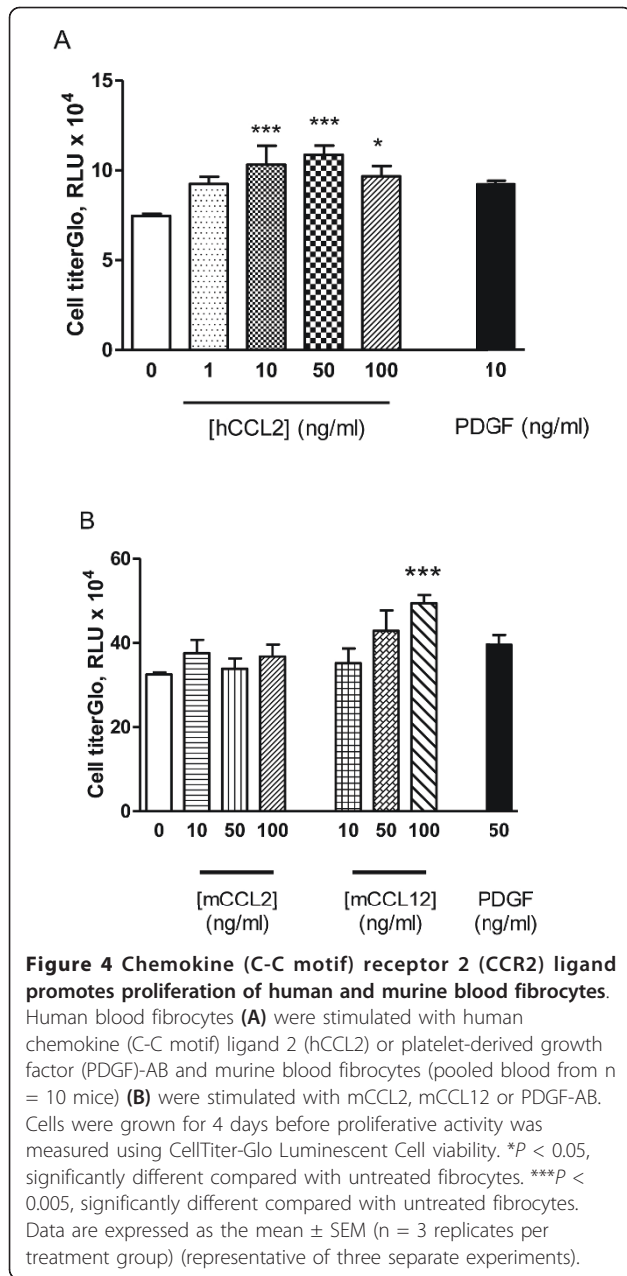 A
Cell titerGlo, RLU x 10⁴
15
10
5
0
***
***
*
0 1 10 50 100 10
[hCCL2] (ng/ml) PDGF (ng/ml)
B
Cell titerGlo, RLU x 10⁴
60
40
20
0
***
0 10 50 100 10 50 100 50
[mCCL2] [mCCL12] PDGF
(ng/ml) (ng/ml) (ng/ml)
Figure 4 Chemokine (C-C motif) receptor 2 (CCR2) ligand
promotes proliferation of human and murine blood fibrocytes.
Human blood fibrocytes (A) were stimulated with human
chemokine (C-C motif) ligand 2 (hCCL2) or platelet-derived growth
factor (PDGF)-AB and murine blood fibrocytes (pooled blood from n
= 10 mice) (B) were stimulated with mCCL2, mCCL12 or PDGF-AB.
Cells were grown for 4 days before proliferative activity was
measured using CellTiter-Glo Luminescent Cell viability. *P < 0.05,
significantly different compared with untreated fibrocytes. ***P <
0.005, significantly different compared with untreated fibrocytes.
Data are expressed as the mean ± SEM (n = 3 replicates per
treatment group) (representative of three separate experiments).